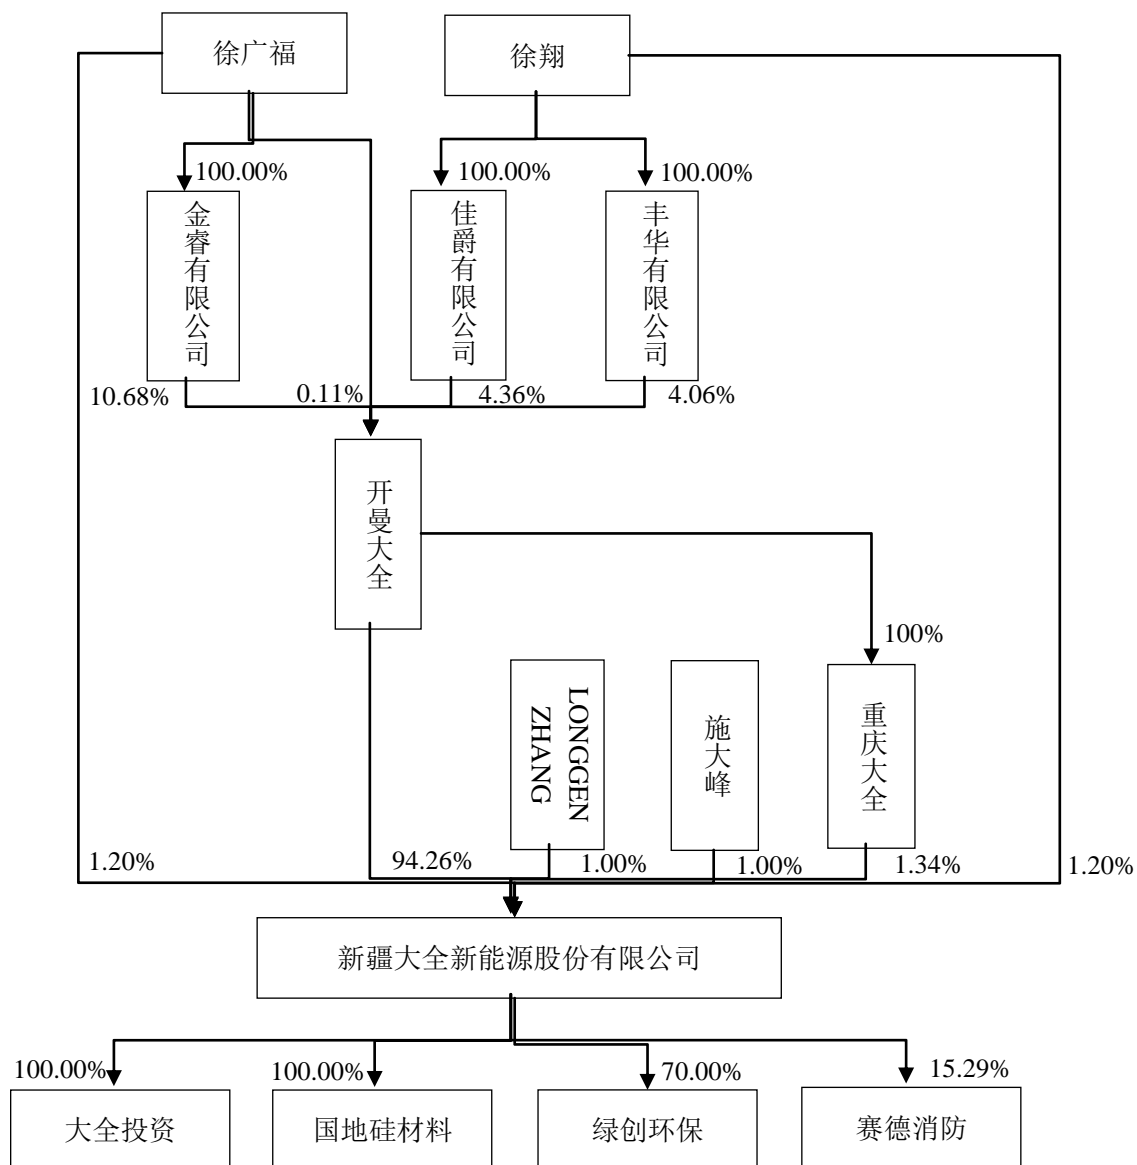 徐广福
徐翔
100.00%
100.00%
100.00%
金睿有限公司
佳爵有限公司
丰华有限公司
10.68%
0.11%
4.36%
4.06%
开曼大全
100%
LONGGEN
ZHANG
施大峰
重庆大全
1.20%
94.26%
1.00%
1.00%
1.34%
1.20%
新疆大全新能源股份有限公司
100.00%
100.00%
70.00%
15.29%
大全投资
国地硅材料
绿创环保
赛德消防